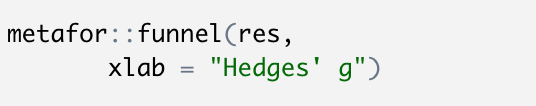 metafor::funnel(res,
       xlab = "Hedges' g")